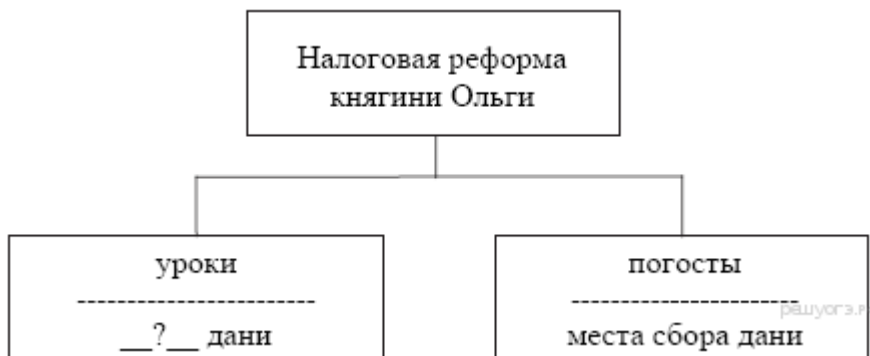 Налоговая реформа
княгини Ольги
уроки
------------------------
__?__ дани
погосты
-----------------------
места сбора дани